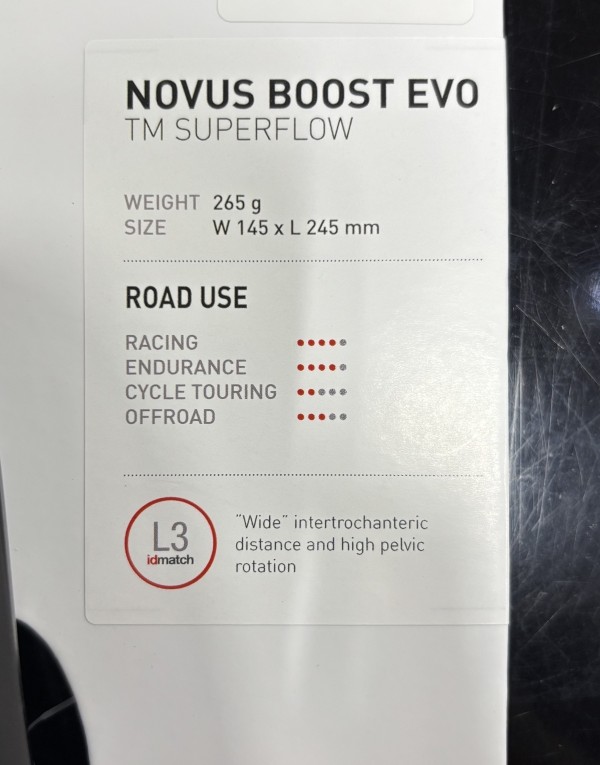 NOVUS BOOST EVO
TM SUPERFLOW
WEIGHT 265 g
SIZE W 145 x L 245 mm
ROAD USE
RACING
ENDURANCE
CYCLE TOURING
OFFROAD
L3
idmatch
"Wide" intertrochanteric
distance and high pelvic
rotation